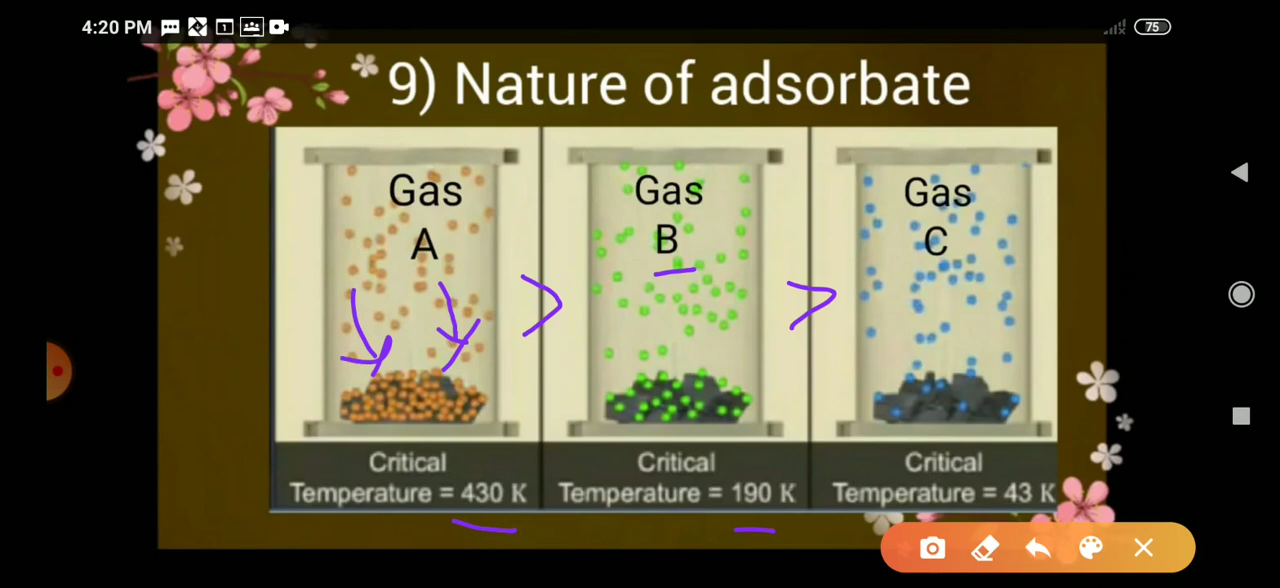 4:20 PM
75
9) Nature of adsorbate
Gas
A
>
Gas
B
>
Gas
C
Critical
Temperature = 430 K
Critical
Temperature = 190 K
Critical
Temperature = 43 K